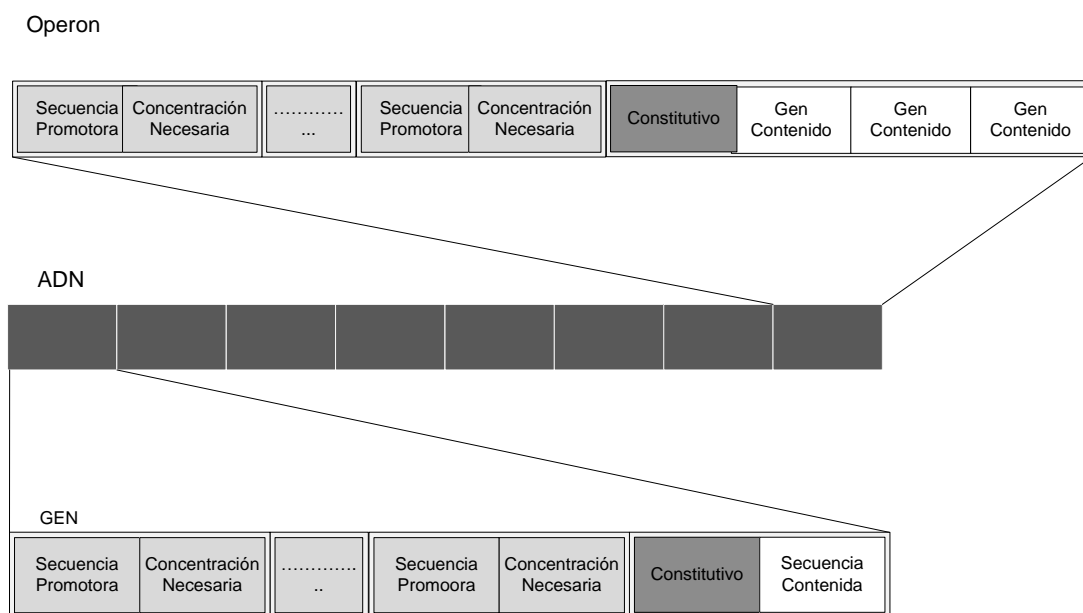 Operon
Secuencia Promotora
Concentración Necesaria
…………
...
Secuencia Promotora
Concentración Necesaria
Constitutivo
Gen Contenido
Gen Contenido
Gen Contenido
ADN
GEN
Secuencia Promotora
Concentración Necesaria
………….
..
Secuencia Promoora
Concentración Necesaria
Constitutivo
Secuencia Contenida